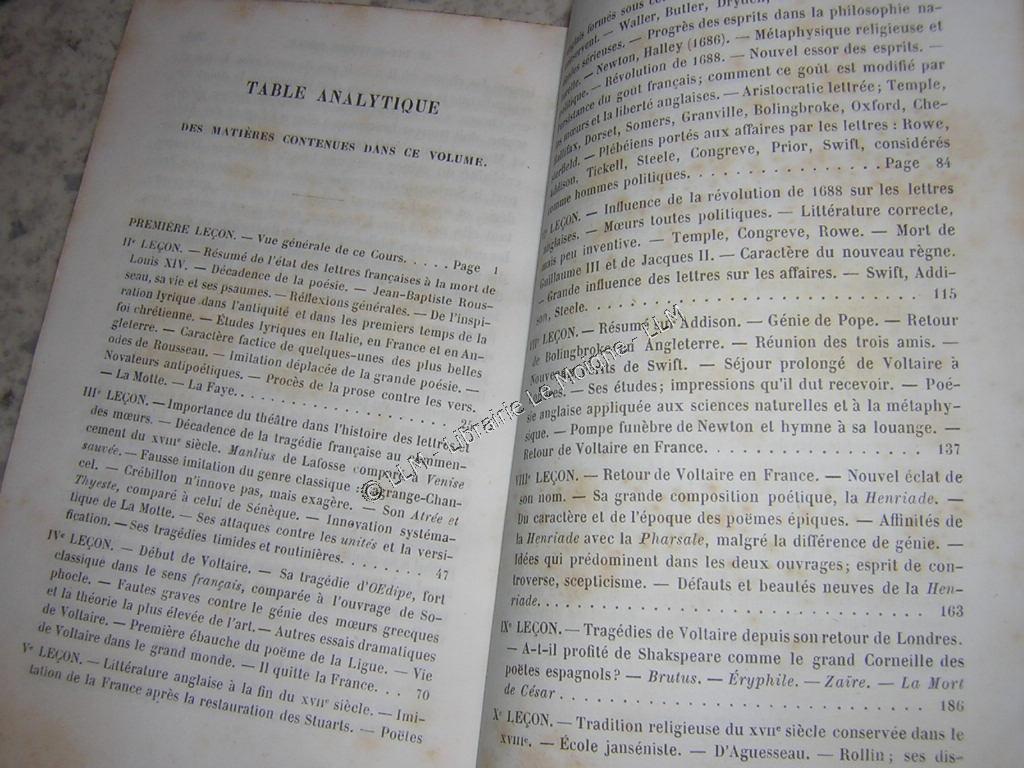 TABLE ANALYTIQUE
DES MATIÈRES CONTENUES DANS CE VOLUME.
PREMIÈRE LEÇON. — Vue générale de ce Cours. . . . . Page 1
IIe LEÇON. — Résumé de l'état des lettres françaises à la mort de
Louis XIV. — Décadence de la poésie. — Jean-Baptiste Rous-
seau, sa vie et ses psaumes. — Réflexions générales. — De l'inspi-
ration lyrique dans l'antiquité et dans les premiers temps de la
foi chrétienne. — Études lyriques en Italie, en France et en An-
gleterre. — Caractère factice de quelques-unes des plus belles
odes de Rousseau. — Imitation déplacée de la grande poésie. —
Novateurs antipoétiques. — Procès de la prose contre les vers.
— La Motte. — La Faye. . . . . . . . . . . . . . . .
IIIe LEÇON. — Importance du théâtre dans l'histoire des lettres et
des mœurs. — Décadence de la tragédie française au commen-
cement du XVIIIe siècle. Manlius de Lafosse comparé à Venise
sauvée. — Fausse imitation du genre classique : Lagrange-Chan-
cel. — Crébillon n'innove pas, mais exagère. — Son Atrée et
Thyeste, comparé à celui de Sénèque. — Innovation systéma-
tique de La Motte. — Ses attaques contre les unités et la versi-
fication. — Ses tragédies timides et routinières. . . . . . . . 47
IVe LEÇON. — Début de Voltaire. — Sa tragédie d'OEdipe, fort
classique dans le sens français, comparée à l'ouvrage de So-
phocle. — Fautes graves contre le génie des mœurs grecques
et la théorie la plus élevée de l'art. — Autres essais dramatiques
de Voltaire. — Première ébauche du poëme de la Ligue. — Vie
de Voltaire dans le grand monde. — Il quitte la France. . . 70
Ve LEÇON. — Littérature anglaise à la fin du XVIIe siècle. — Imi-
tation de la France après la restauration des Stuarts. — Poëtes
formés sous
— Waller, Butler, Dryden,
sérieuses. — Progrès des esprits dans la philosophie na-
— Newton, Halley (1686). — Métaphysique religieuse et
— Révolution de 1688. — Nouvel essor des esprits. —
du goût français; comment ce goût est modifié par
mœurs et la liberté anglaises. — Aristocratie lettrée; Temple,
Halifax, Dorset, Somers, Granville, Bolingbroke, Oxford, Che-
— Plébéiens portés aux affaires par les lettres : Rowe,
Addison, Tickell, Steele, Congreve, Prior, Swift, considérés
comme hommes politiques. . . . . . . . . . . . . . . . Page 84
LEÇON. — Influence de la révolution de 1688 sur les lettres
anglaises. — Mœurs toutes politiques. — Littérature correcte,
mais peu inventive. — Temple, Congreve, Rowe. — Mort de
Guillaume III et de Jacques II. — Caractère du nouveau règne.
— Grande influence des lettres sur les affaires. — Swift, Addi-
son, Steele. . . . . . . . . . . . . . . . . . . . 115
VIIe LEÇON. — Résumé sur Addison. — Génie de Pope. — Retour
de Bolingbroke en Angleterre. — Réunion des trois amis. —
de Swift. — Séjour prolongé de Voltaire à
— Ses études; impressions qu'il dut recevoir. — Poé-
sie anglaise appliquée aux sciences naturelles et à la métaphy-
sique. — Pompe funèbre de Newton et hymne à sa louange. —
Retour de Voltaire en France. . . . . . . . . . . . . . 137
VIIIe LEÇON. — Retour de Voltaire en France. — Nouvel éclat de
son nom. — Sa grande composition poétique, la Henriade. —
Du caractère et de l'époque des poëmes épiques. — Affinités de
la Henriade avec la Pharsale, malgré la différence de génie. —
Idées qui prédominent dans les deux ouvrages; esprit de con-
troverse, scepticisme. — Défauts et beautés neuves de la Hen-
riade. . . . . . . . . . . . . . . . . . . . . . 163
IXe LEÇON. — Tragédies de Voltaire depuis son retour de Londres.
— A-t-il profité de Shakspeare comme le grand Corneille des
poëtes espagnols? — Brutus. — Éryphile. — Zaïre. — La Mort
de César . . . . . . . . . . . . . . . . . . . . . 186
Xe LEÇON. — Tradition religieuse du XVIIe siècle conservée dans le
XVIIIe. — École janséniste. — D'Aguesseau. — Rollin; ses dis-
© LLM - Librairie Le Moione - LLM